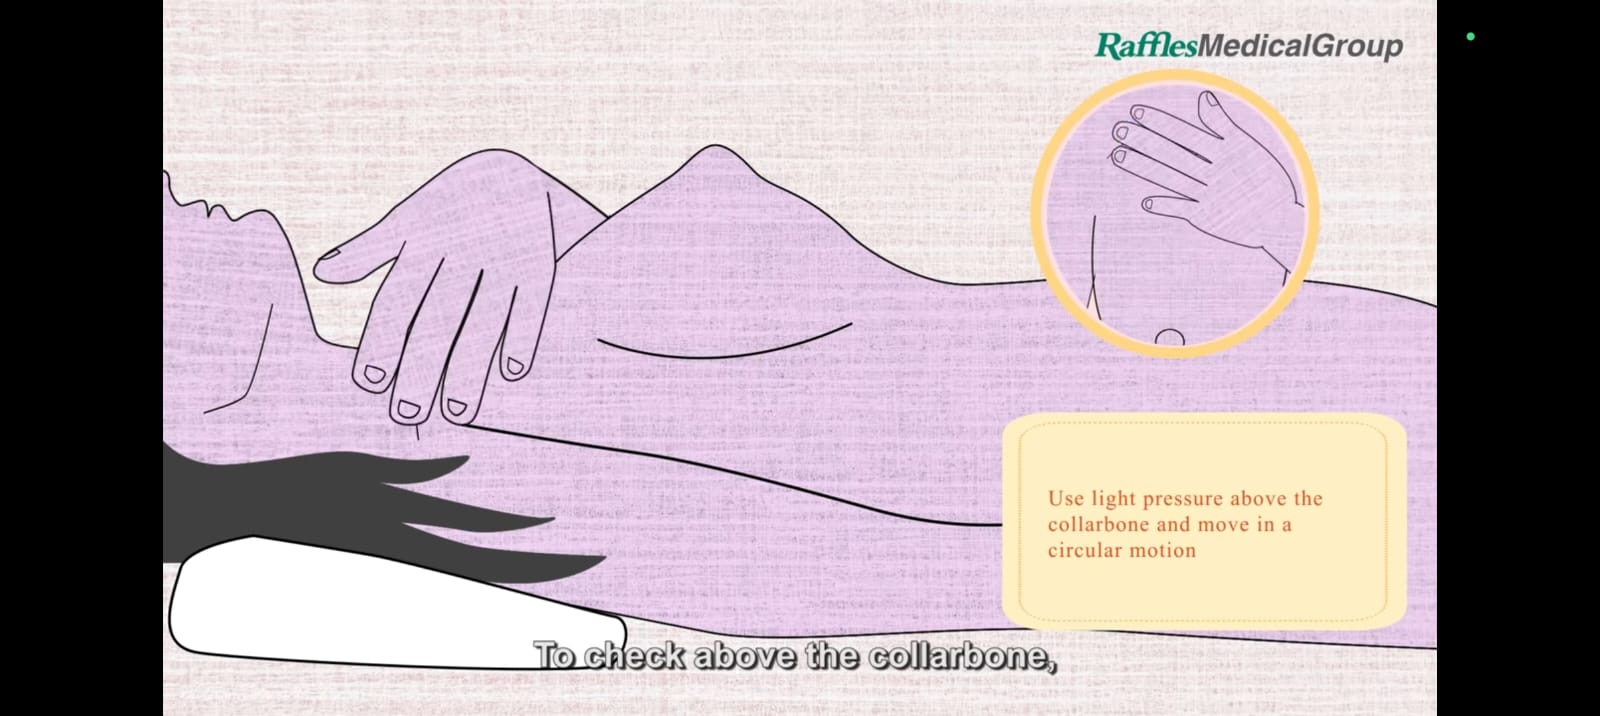 RafflesMedicalGroup
Use light pressure above the
collarbone and move in a
circular motion
To check above the collarbone,